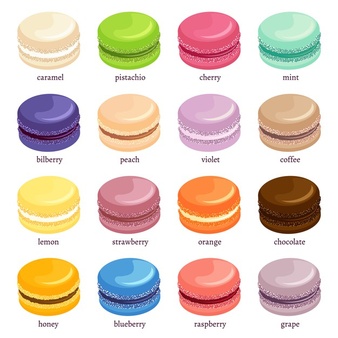 caramel pistachio cherry mint
bilberry peach violet coffee
lemon strawberry orange chocolate
honey blueberry raspberry grape